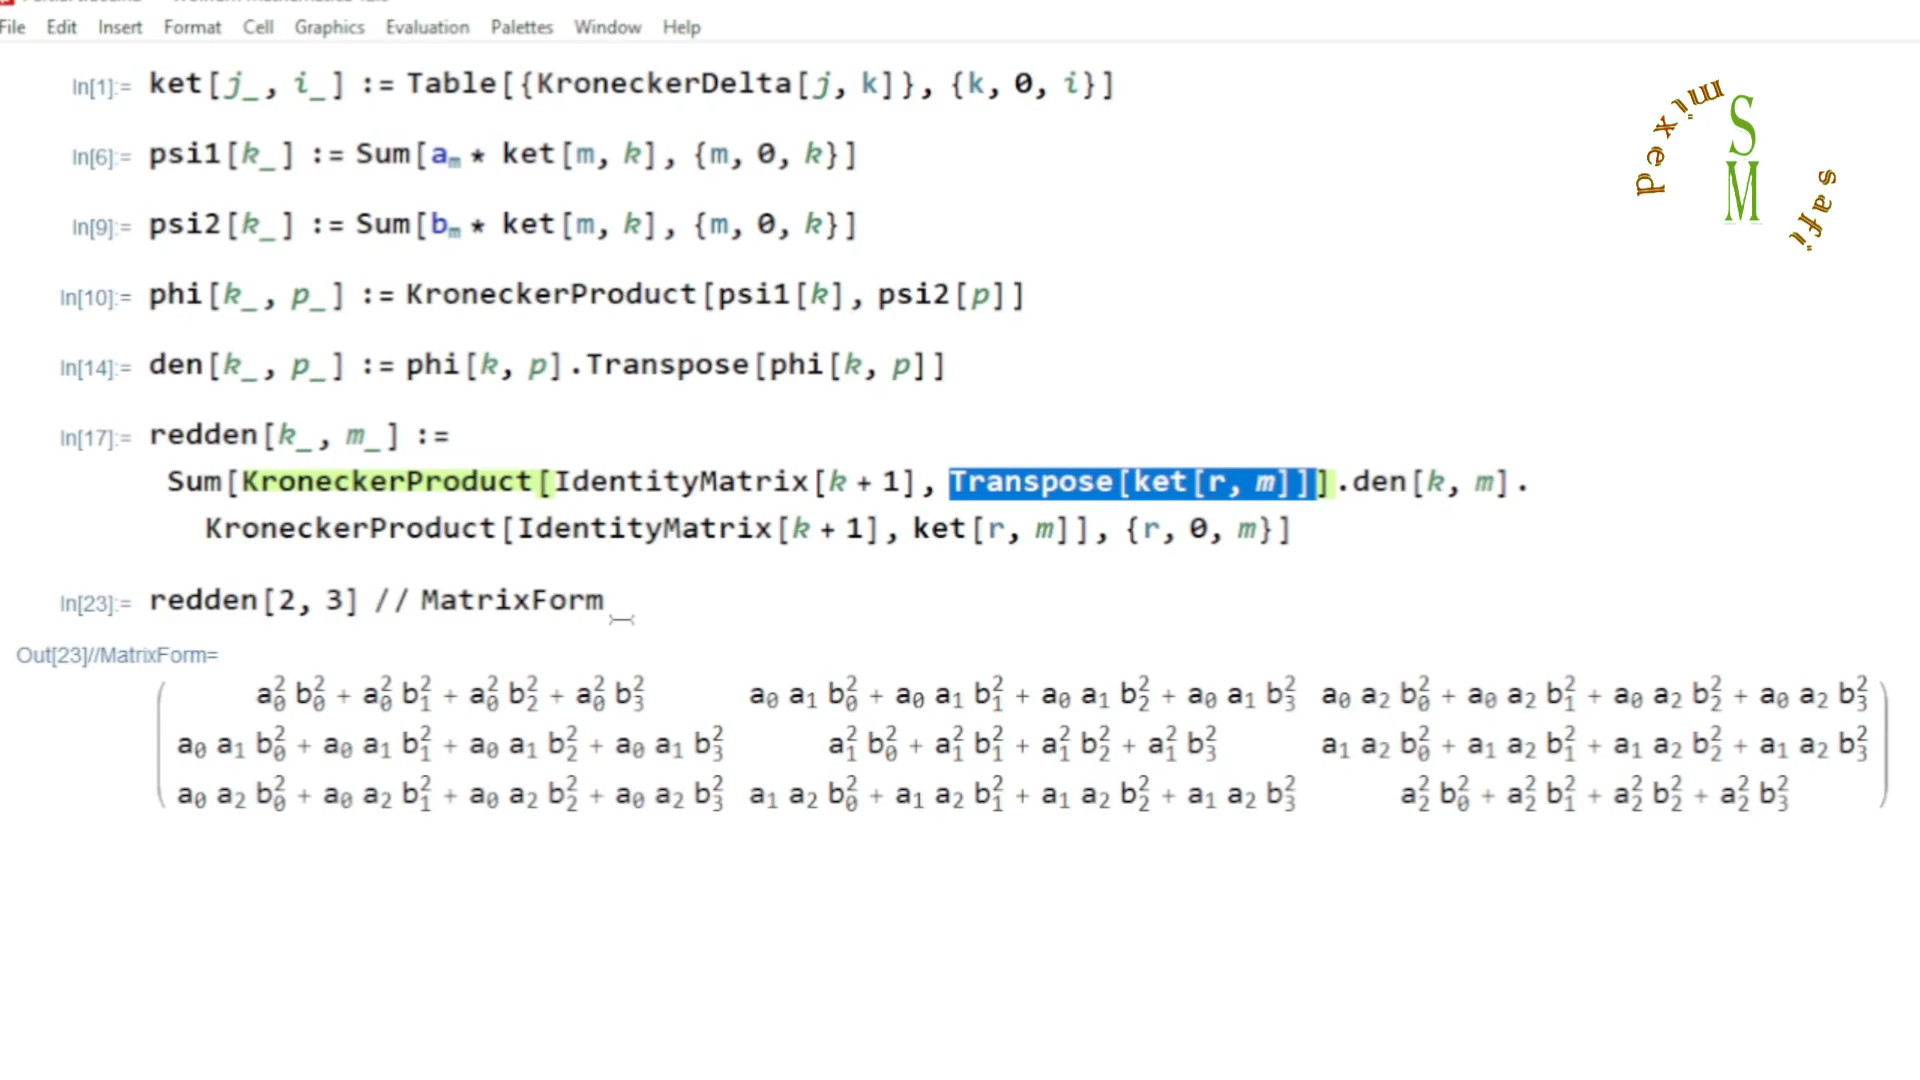 File Edit Insert Format Cell Graphics Evaluation Palettes Window Help
In[1]:= ket[j_, i_] := Table[{KroneckerDelta[j, k]}, {k, 0, i}]
In[6]:= psi1[k_] := Sum[aₘ * ket[m, k], {m, 0, k}]
In[9]:= psi2[k_] := Sum[bₘ * ket[m, k], {m, 0, k}]
In[10]:= phi[k_, p_] := KroneckerProduct[psi1[k], psi2[p]]
In[14]:= den[k_, p_] := phi[k, p].Transpose[phi[k, p]]
In[17]:= redden[k_, m_] :=
Sum[KroneckerProduct[IdentityMatrix[k + 1], Transpose[ket[r, m]]].den[k, m].
KroneckerProduct[IdentityMatrix[k + 1], ket[r, m]], {r, 0, m}]
In[23]:= redden[2, 3] // MatrixForm
Out[23]//MatrixForm=
a₀² b₀² + a₀² b₁² + a₀² b₂² + a₀² b₃² a₀ a₁ b₀² + a₀ a₁ b₁² + a₀ a₁ b₂² + a₀ a₁ b₃² a₀ a₂ b₀² + a₀ a₂ b₁² + a₀ a₂ b₂² + a₀ a₂ b₃²
a₀ a₁ b₀² + a₀ a₁ b₁² + a₀ a₁ b₂² + a₀ a₁ b₃² a₁² b₀² + a₁² b₁² + a₁² b₂² + a₁² b₃² a₁ a₂ b₀² + a₁ a₂ b₁² + a₁ a₂ b₂² + a₁ a₂ b₃²
a₀ a₂ b₀² + a₀ a₂ b₁² + a₀ a₂ b₂² + a₀ a₂ b₃² a₁ a₂ b₀² + a₁ a₂ b₁² + a₁ a₂ b₂² + a₁ a₂ b₃² a₂² b₀² + a₂² b₁² + a₂² b₂² + a₂² b₃²
mixed
S
M
safi